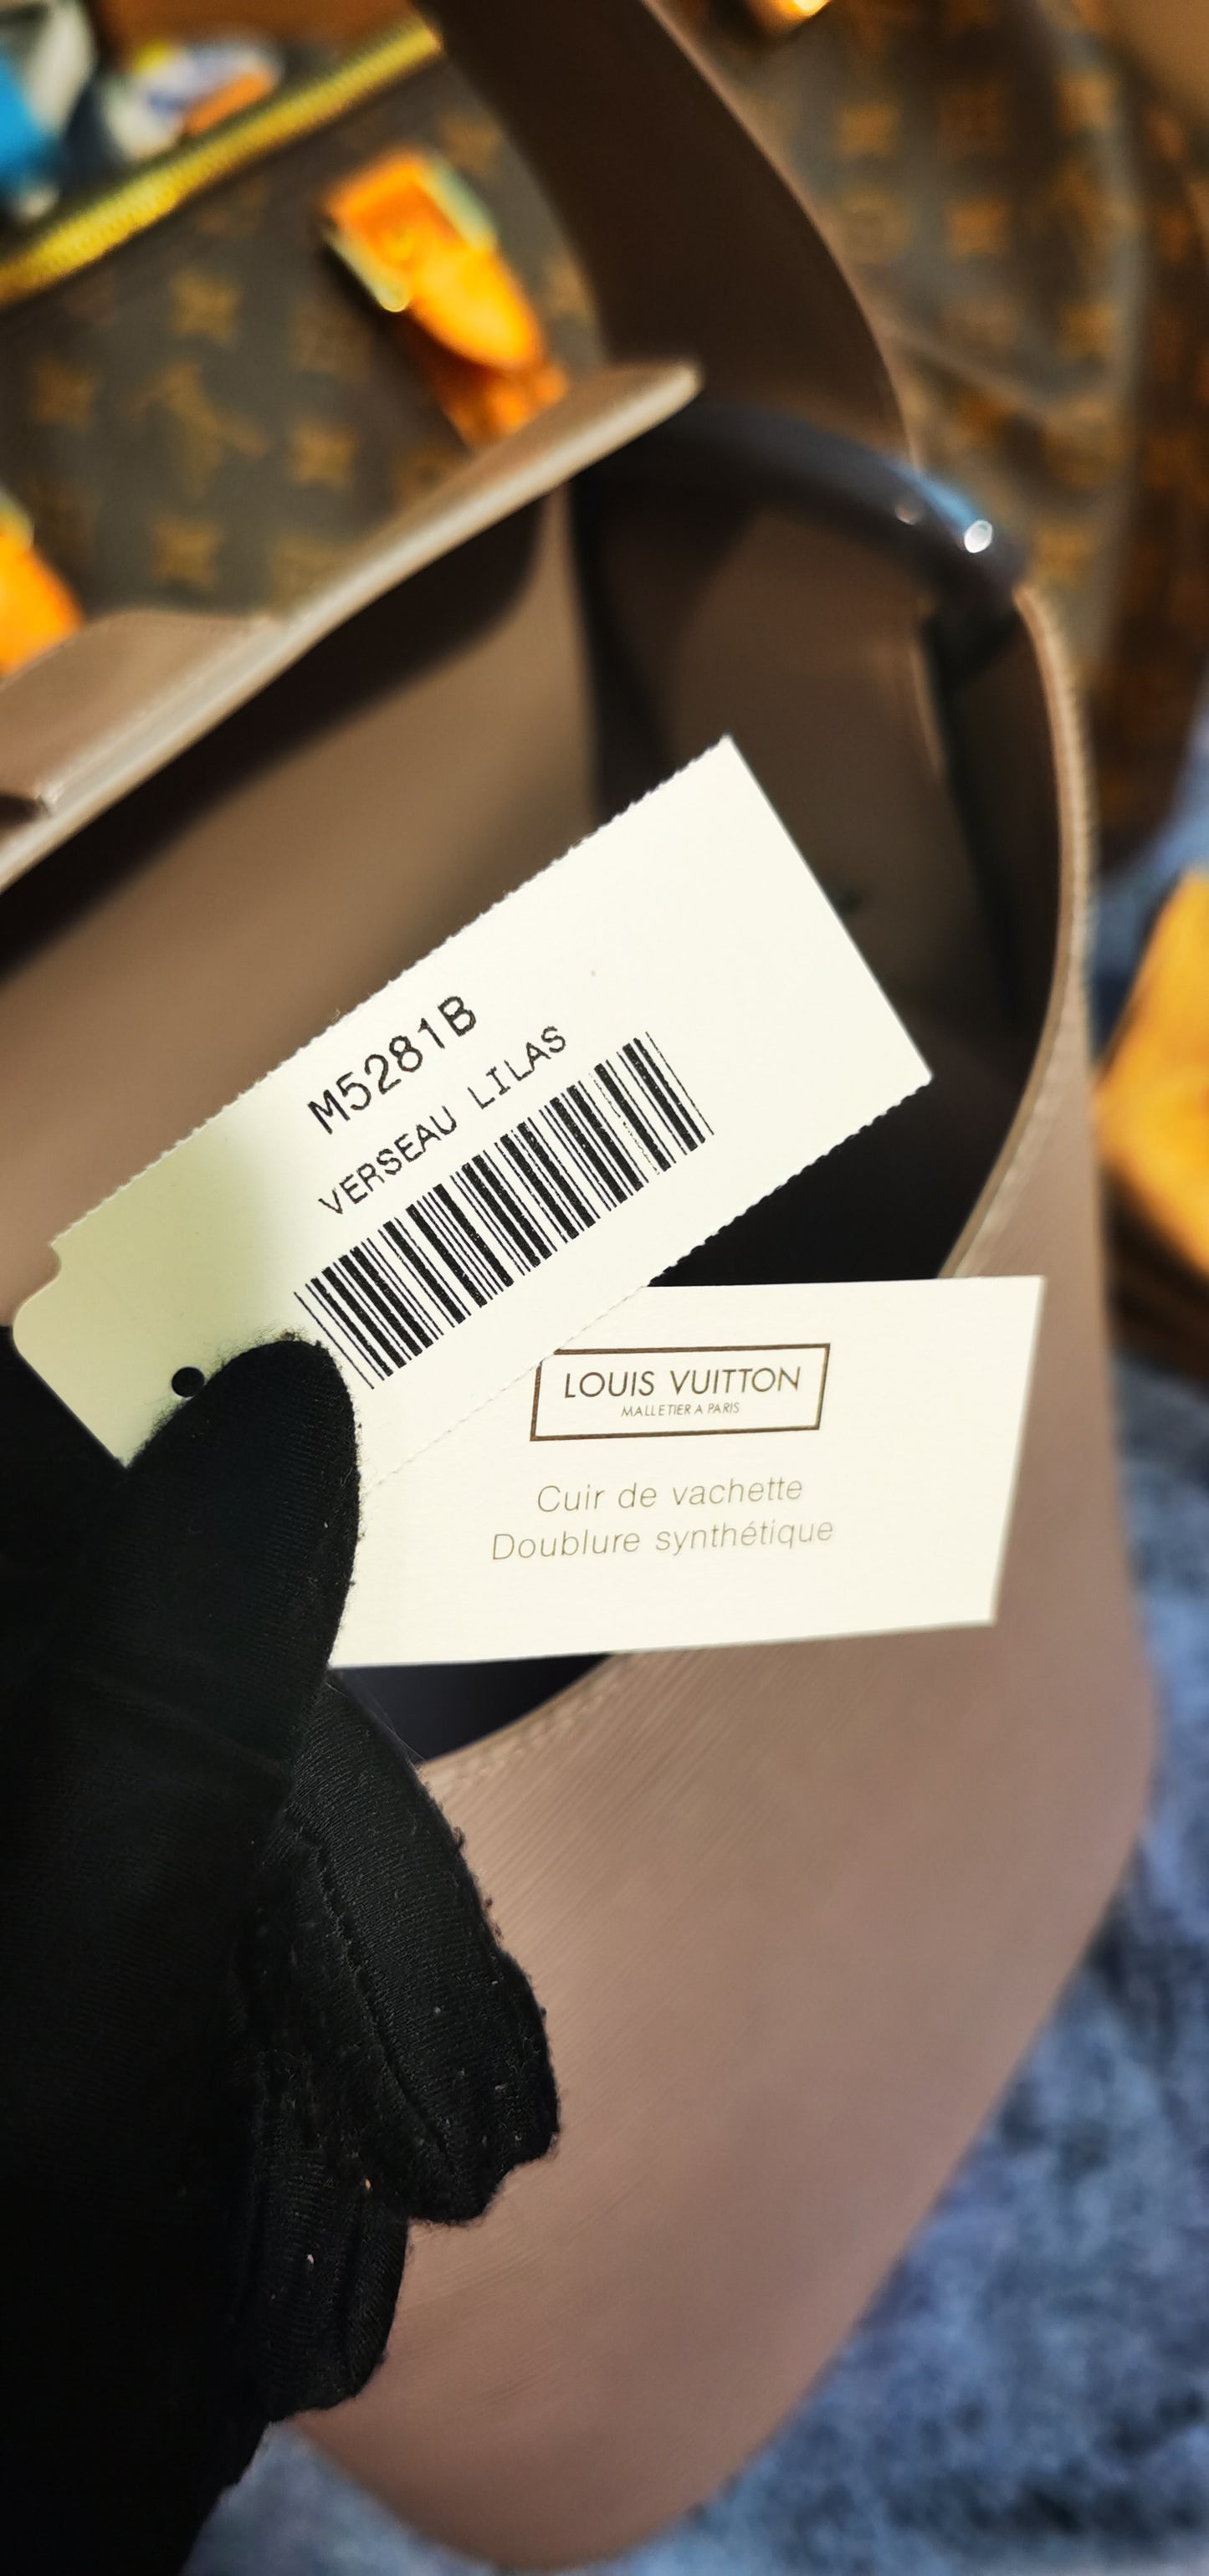 M5281B
VERSEAU LILAS
LOUIS VUITTON
MALLETIER A PARIS
Cuir de vachette
Doublure synthétique